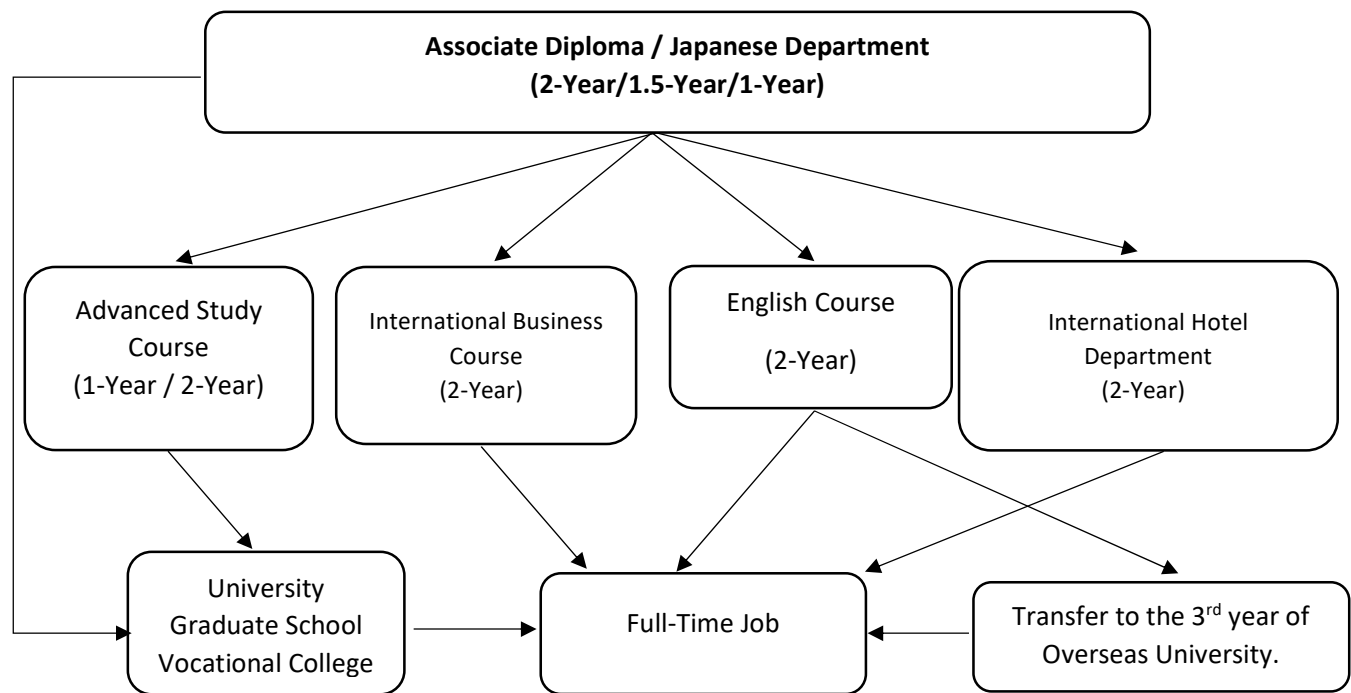 Associate Diploma / Japanese Department
(2-Year/1.5-Year/1-Year)
Advanced Study
Course
(1-Year / 2-Year)
International Business
Course
(2-Year)
English Course
(2-Year)
International Hotel
Department
(2-Year)
University
Graduate School
Vocational College
Full-Time Job
Transfer to the 3rd year of
Overseas University.